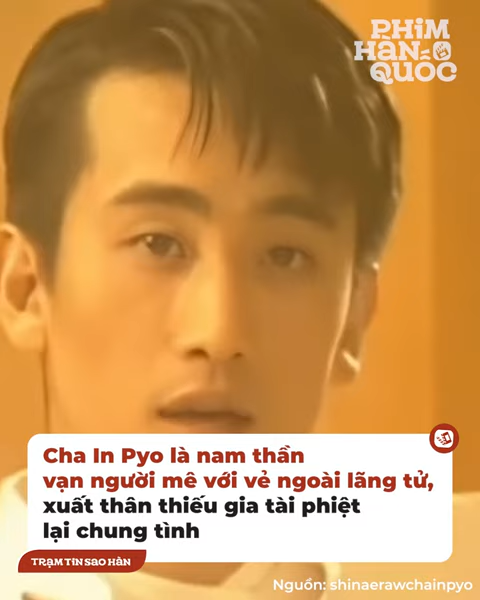 PHIM
HÀN
QUỐC
Cha In Pyo là nam thần
vạn người mê với vẻ ngoài lãng tử,
xuất thân thiếu gia tài phiệt
lại chung tình
TRẠM TIN SAO HÀN
Nguồn: shinaerawchainpyo